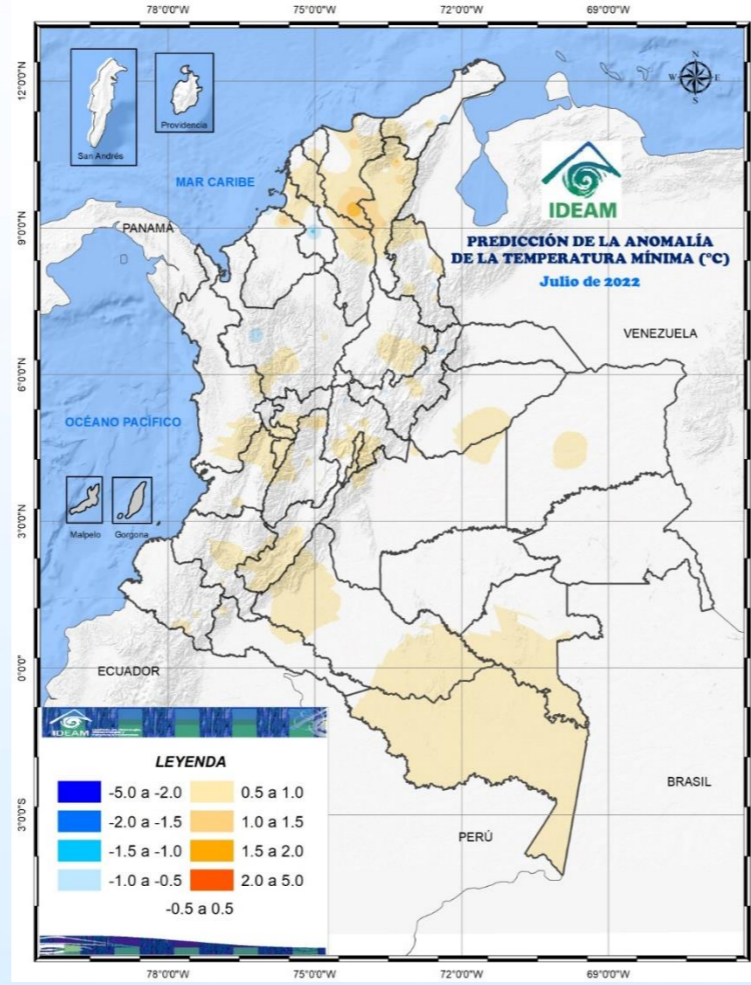 78°0'0"W 75°0'0"W 72°0'0"W 69°0'0"W
12°0'0"N
9°0'0"N
6°0'0"N
3°0'0"N
0°0'0"
3°0'0"S
San Andrés
Providencia
N
W E
S
MAR CARIBE
IDEAM
PANAMÁ
PREDICCIÓN DE LA ANOMALÍA
DE LA TEMPERATURA MÍNIMA (°C)
Julio de 2022
VENEZUELA
OCÉANO PACÍFICO
Malpelo Gorgona
ECUADOR
BRASIL
PERÚ
IDEAM
LEYENDA
-5.0 a -2.0 0.5 a 1.0
-2.0 a -1.5 1.0 a 1.5
-1.5 a -1.0 1.5 a 2.0
-1.0 a -0.5 2.0 a 5.0
-0.5 a 0.5
78°0'0"W 75°0'0"W 72°0'0"W 69°0'0"W